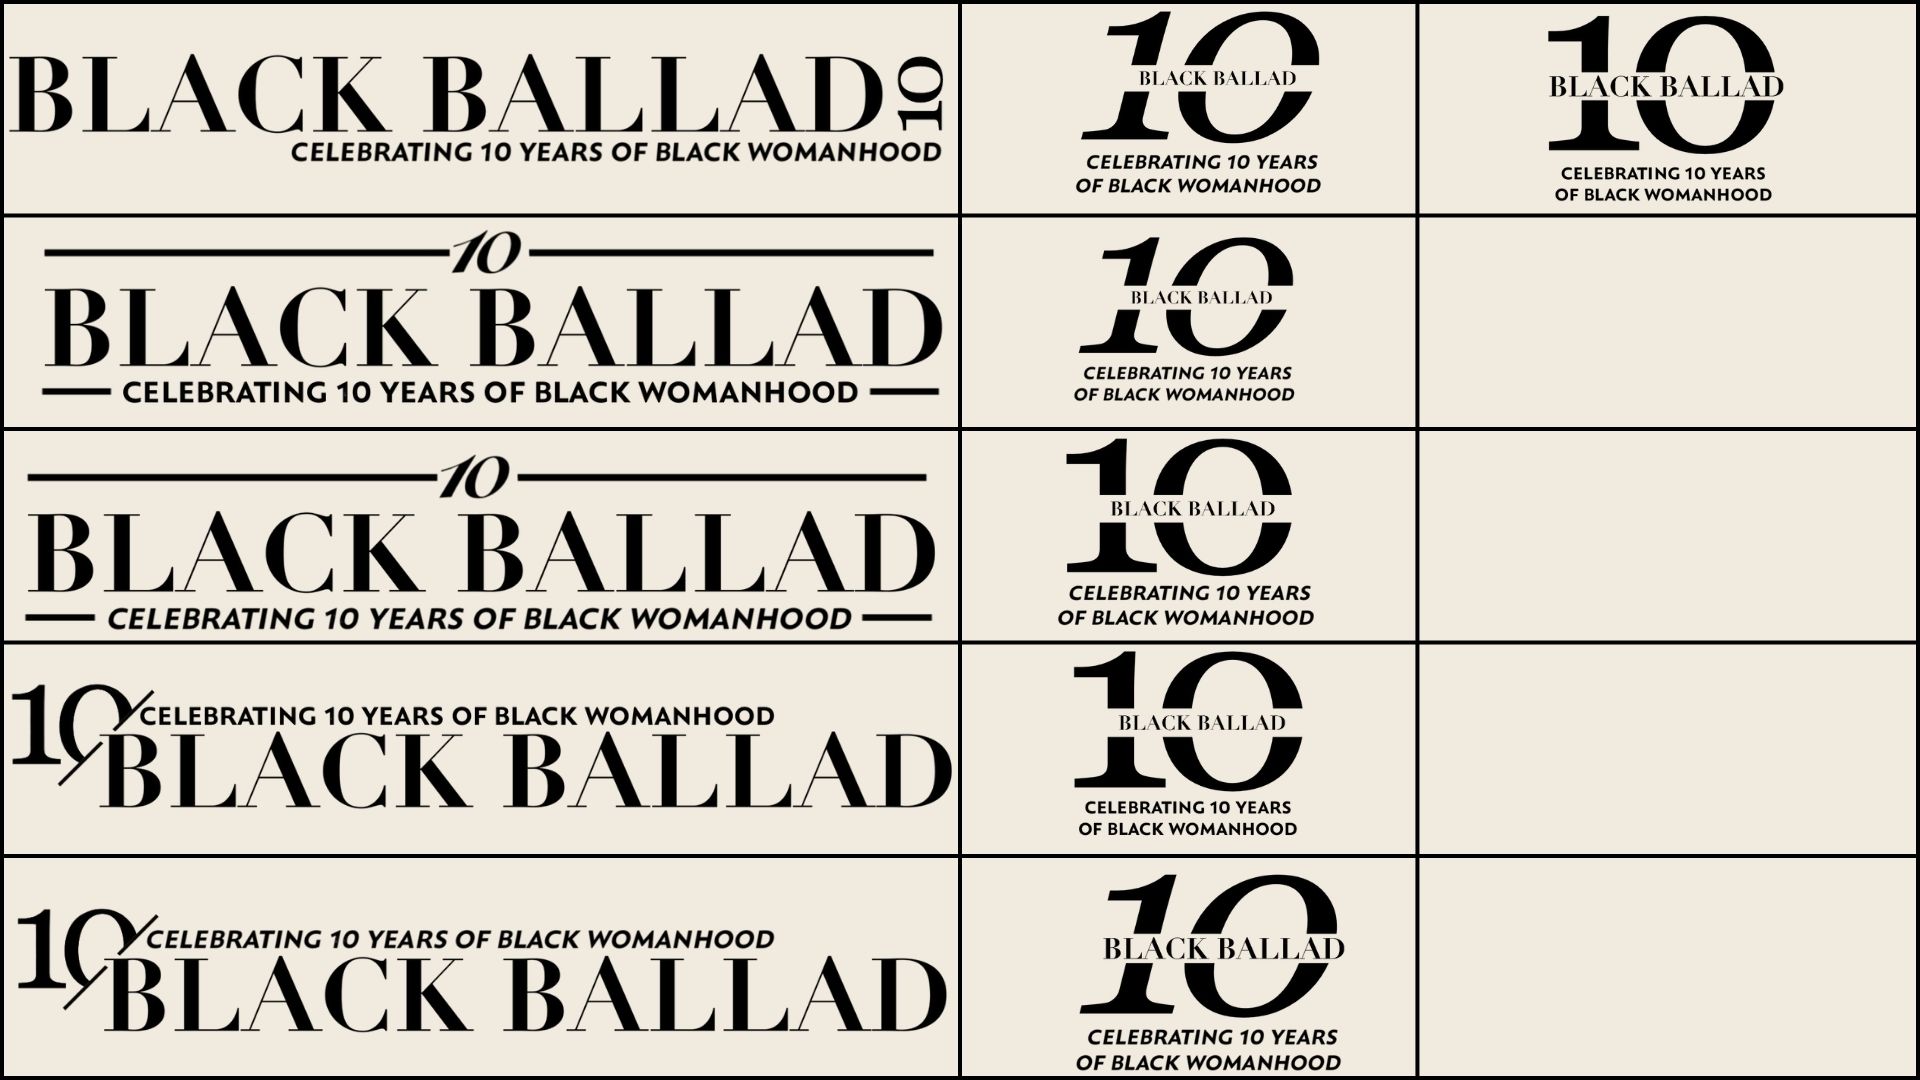 BLACK BALLAD 10
CELEBRATING 10 YEARS OF BLACK WOMANHOOD
10
BLACK BALLAD
CELEBRATING 10 YEARS
OF BLACK WOMANHOOD
10
BLACK BALLAD
CELEBRATING 10 YEARS
OF BLACK WOMANHOOD
10
BLACK BALLAD
CELEBRATING 10 YEARS OF BLACK WOMANHOOD
10
BLACK BALLAD
CELEBRATING 10 YEARS
OF BLACK WOMANHOOD
10
BLACK BALLAD
CELEBRATING 10 YEARS OF BLACK WOMANHOOD
10
BLACK BALLAD
CELEBRATING 10 YEARS
OF BLACK WOMANHOOD
10
CELEBRATING 10 YEARS OF BLACK WOMANHOOD
BLACK BALLAD
10
BLACK BALLAD
CELEBRATING 10 YEARS
OF BLACK WOMANHOOD
10
CELEBRATING 10 YEARS OF BLACK WOMANHOOD
BLACK BALLAD
10
BLACK BALLAD
CELEBRATING 10 YEARS
OF BLACK WOMANHOOD